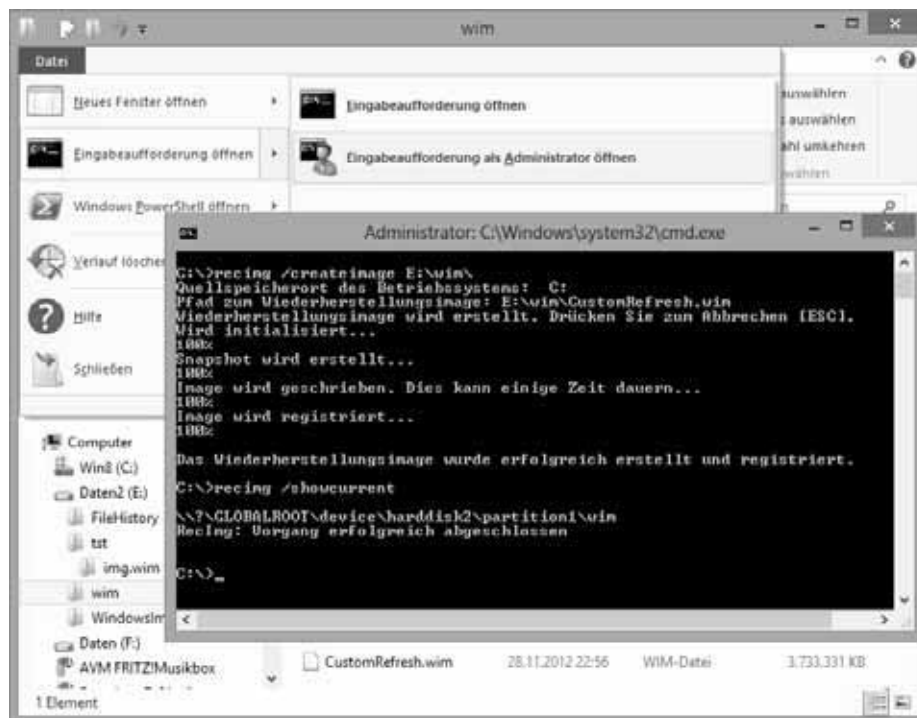 wim
Datei
Neues Fenster öffnen
Eingabeaufforderung öffnen
Windows PowerShell öffnen
Verlauf löschen
Hilfe
Schließen
Eingabeaufforderung öffnen
Eingabeaufforderung als Administrator öffnen
auswählen
auswählen
ahl umkehren
wählen
Administrator: C:\Windows\system32\cmd.exe
C:\>recimg /createimage E:\wim\
Quellspeicherort des Betriebssystems: C:
Pfad zum Wiederherstellungsimage: E:\wim\CustomRefresh.wim
Wiederherstellungsimage wird erstellt. Drücken Sie zum Abbrechen [ESC].
Wird initialisiert...
100%
Snapshot wird erstellt...
100%
Image wird geschrieben. Dies kann einige Zeit dauern...
100%
Image wird registriert...
100%
Das Wiederherstellungsimage wurde erfolgreich erstellt und registriert.
C:\>recimg /showcurrent
\\?\GLOBALROOT\device\harddisk2\partition1\wim
RecImg: Vorgang erfolgreich abgeschlossen
C:\>_
Computer
Win8 (C:)
Daten2 (E:)
FileHistory
tst
img.wim
wim
WindowsIm
Daten (F:)
AVM FRITZ!Musikbox
CustomRefresh.wim 28.11.2012 22:56 WIM-Datei 3.733.331 KB
1 Element